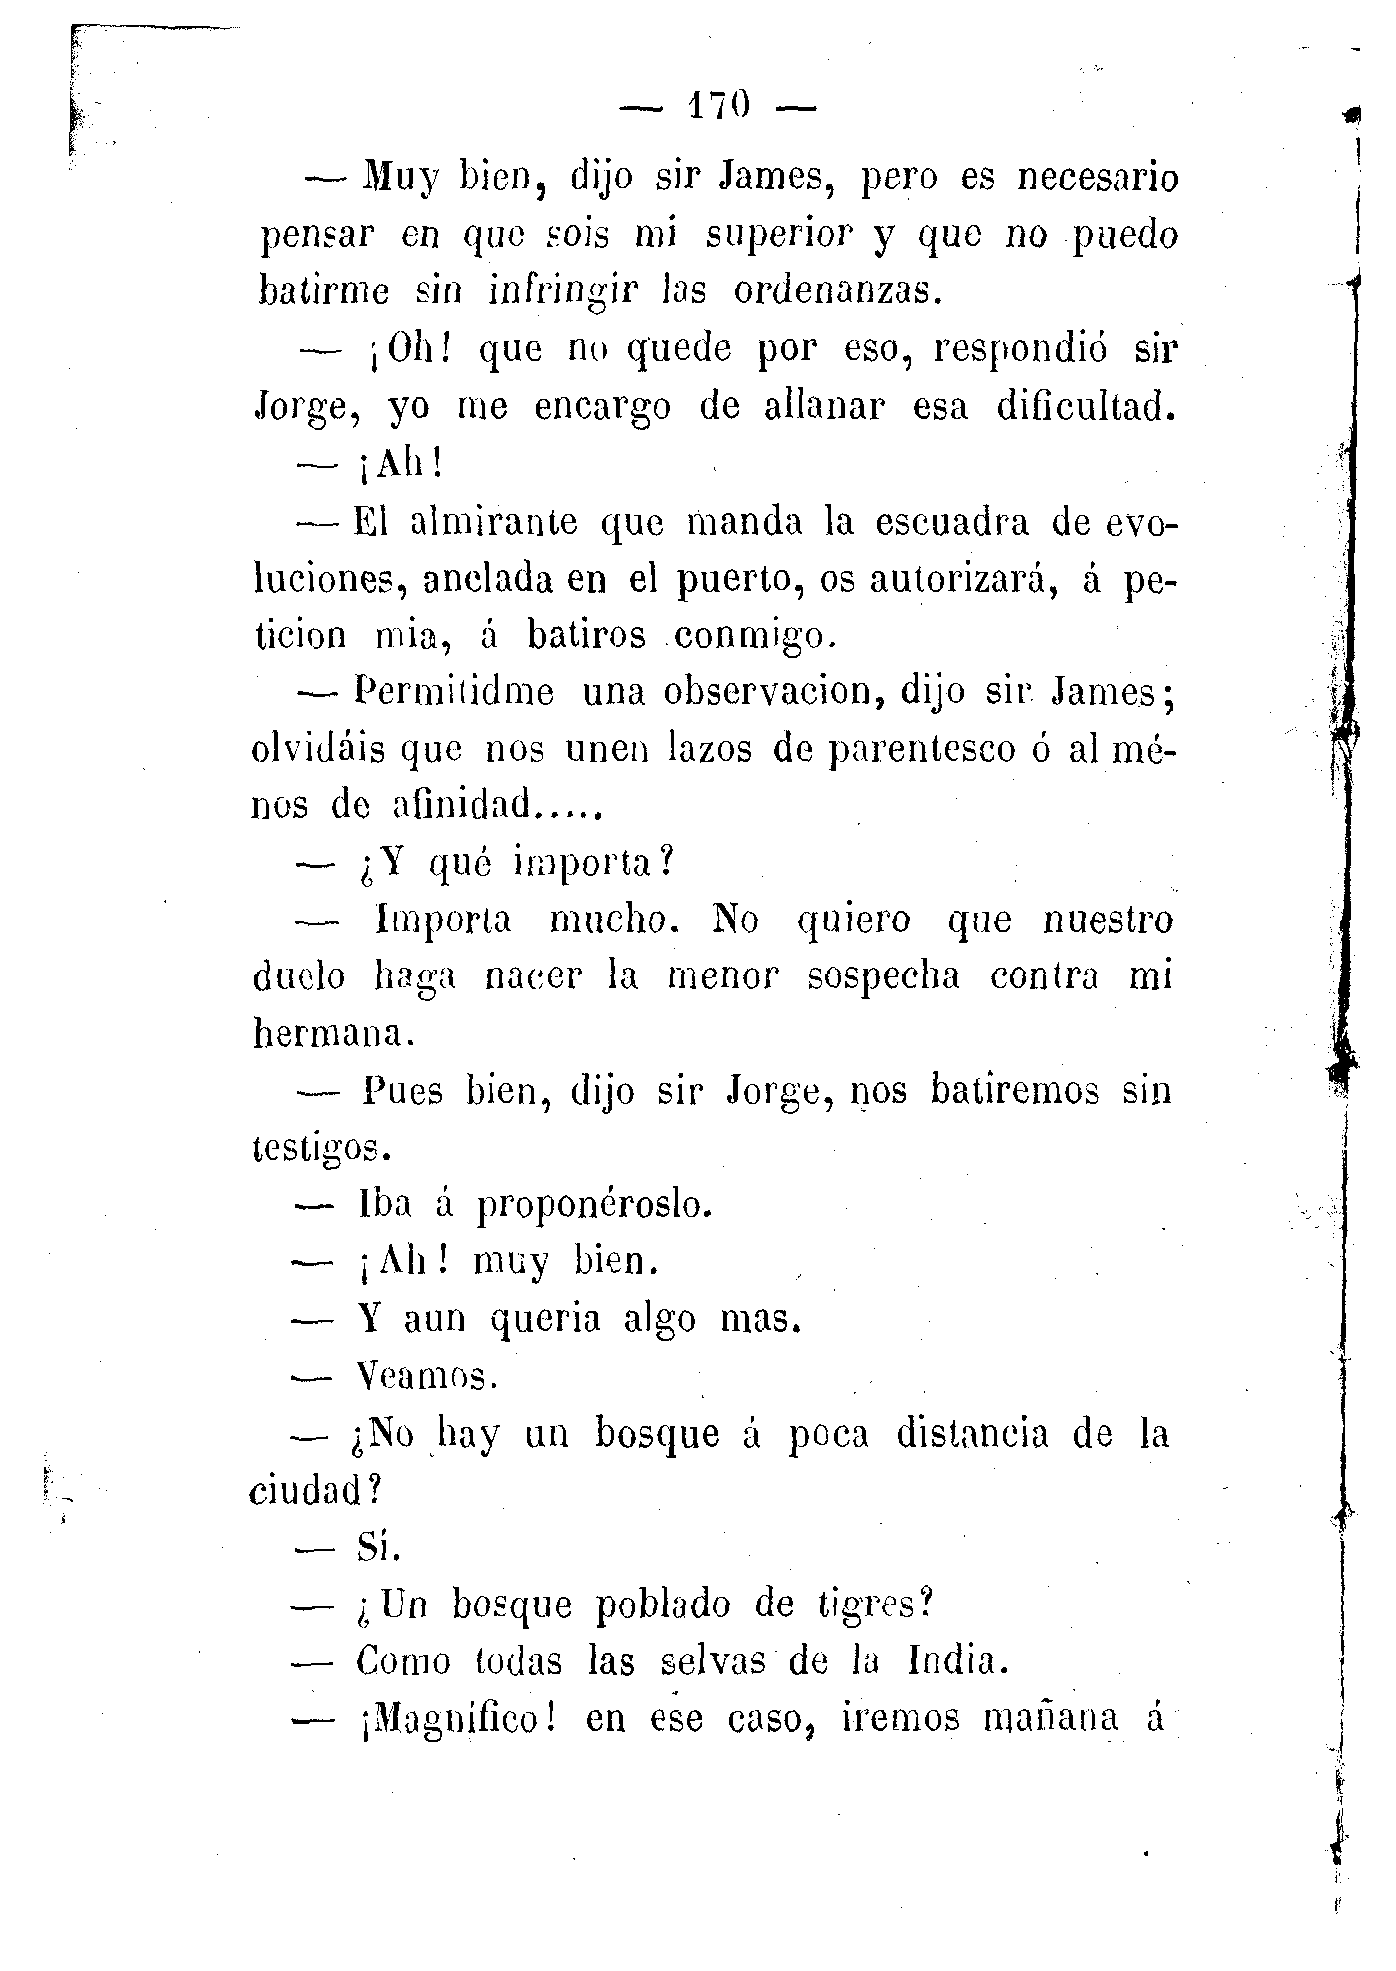 — 170 —
— Muy bien, dijo sir James, pero es necesario
pensar en que sois mi superior y que no puedo
batirme sin infringir las ordenanzas.
— ¡Oh! que no quede por eso, respondió sir
Jorge, yo me encargo de allanar esa dificultad.
— ¡Ah!
— El almirante que manda la escuadra de evo-
luciones, anclada en el puerto, os autorizará, á pe-
ticion mia, á batiros conmigo.
— Permitidme una observacion, dijo sir James;
olvidáis que nos unen lazos de parentesco ó al mé-
nos de afinidad.....
— ¿Y qué importa?
— Importa mucho. No quiero que nuestro
duelo haga nacer la menor sospecha contra mi
hermana.
— Pues bien, dijo sir Jorge, nos batiremos sin
testigos.
— Iba á proponéroslo.
— ¡Ah! muy bien.
— Y aun queria algo mas.
— Veamos.
— ¿No hay un bosque á poca distancia de la
ciudad?
— Sí.
— ¿Un bosque poblado de tigres?
— Como todas las selvas de la India.
— ¡Magnífico! en ese caso, iremos mañana á